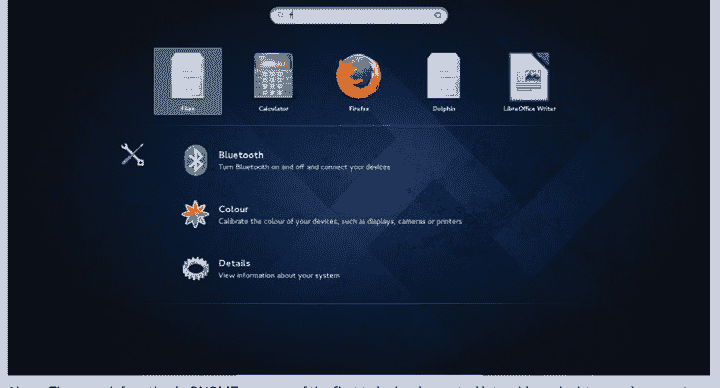 f
Files
Calculator
Firefox
Dolphin
LibreOffice Writer
Bluetooth
Turn Bluetooth on and off and connect your devices
Colour
Calibrate the colour of your devices, such as displays, cameras or printers
Details
View information about your system
GNOME